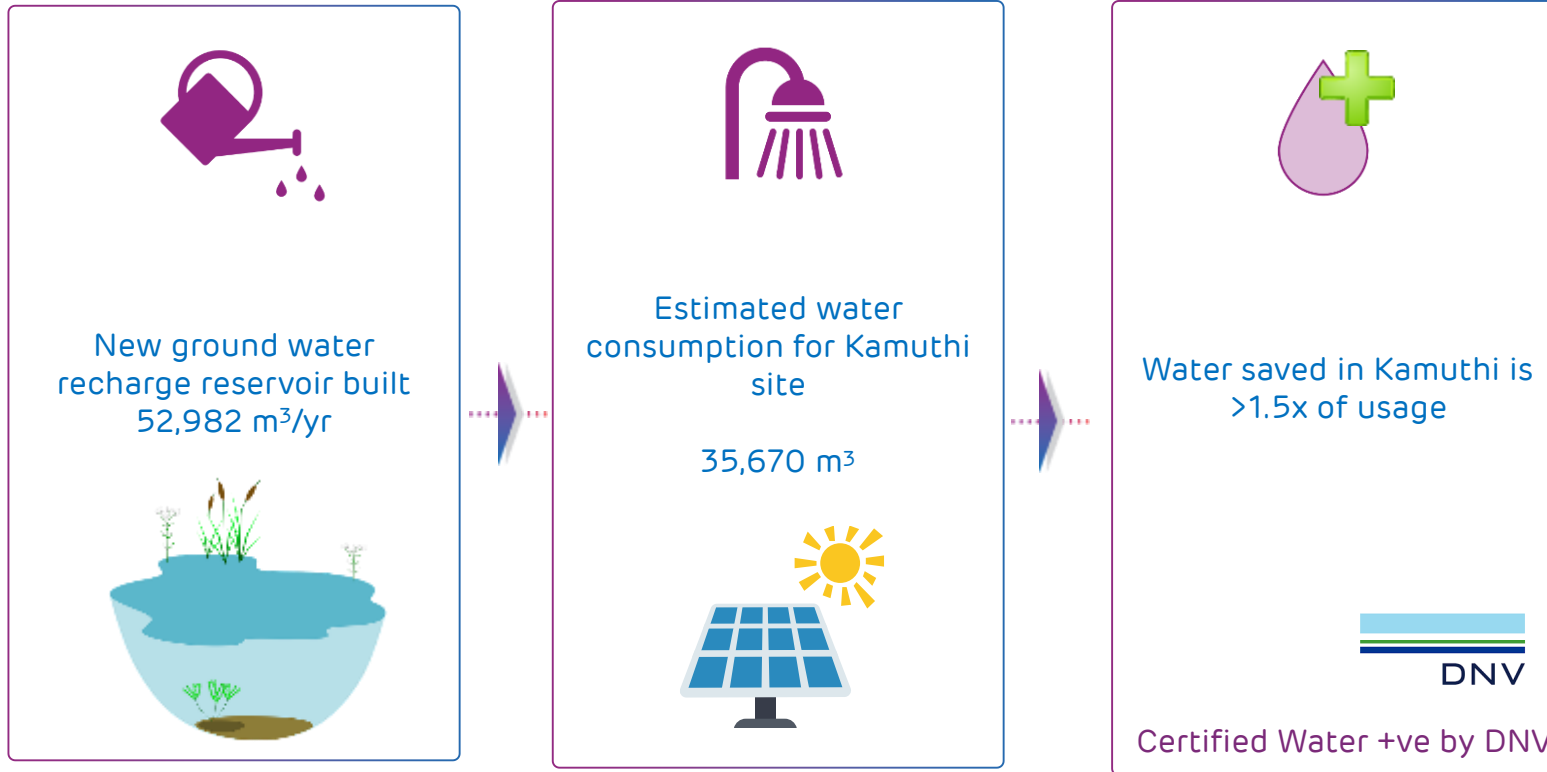 New ground water
recharge reservoir built
52,982 m³/yr
Estimated water
consumption for Kamuthi
site
35,670 m³
Water saved in Kamuthi is
>1.5x of usage
DNV
Certified Water +ve by DNV